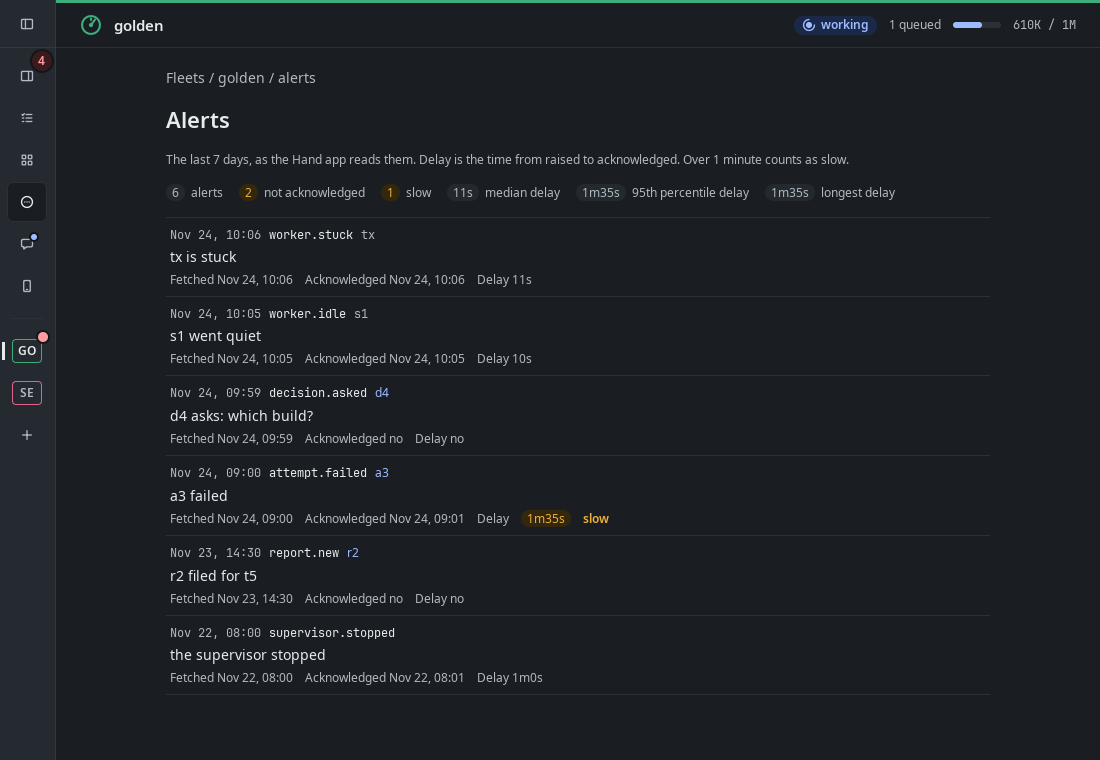 golden
working
1 queued
610K / 1M
4
Fleets / golden / alerts
Alerts
The last 7 days, as the Hand app reads them. Delay is the time from raised to acknowledged. Over 1 minute counts as slow.
6 alerts 2 not acknowledged 1 slow 11s median delay 1m35s 95th percentile delay 1m35s longest delay
Nov 24, 10:06 worker.stuck tx
tx is stuck
Fetched Nov 24, 10:06 Acknowledged Nov 24, 10:06 Delay 11s
Nov 24, 10:05 worker.idle s1
s1 went quiet
Fetched Nov 24, 10:05 Acknowledged Nov 24, 10:05 Delay 10s
Nov 24, 09:59 decision.asked d4
d4 asks: which build?
Fetched Nov 24, 09:59 Acknowledged no Delay no
Nov 24, 09:00 attempt.failed a3
a3 failed
Fetched Nov 24, 09:00 Acknowledged Nov 24, 09:01 Delay 1m35s slow
Nov 23, 14:30 report.new r2
r2 filed for t5
Fetched Nov 23, 14:30 Acknowledged no Delay no
Nov 22, 08:00 supervisor.stopped
the supervisor stopped
Fetched Nov 22, 08:00 Acknowledged Nov 22, 08:01 Delay 1m0s
GO
SE